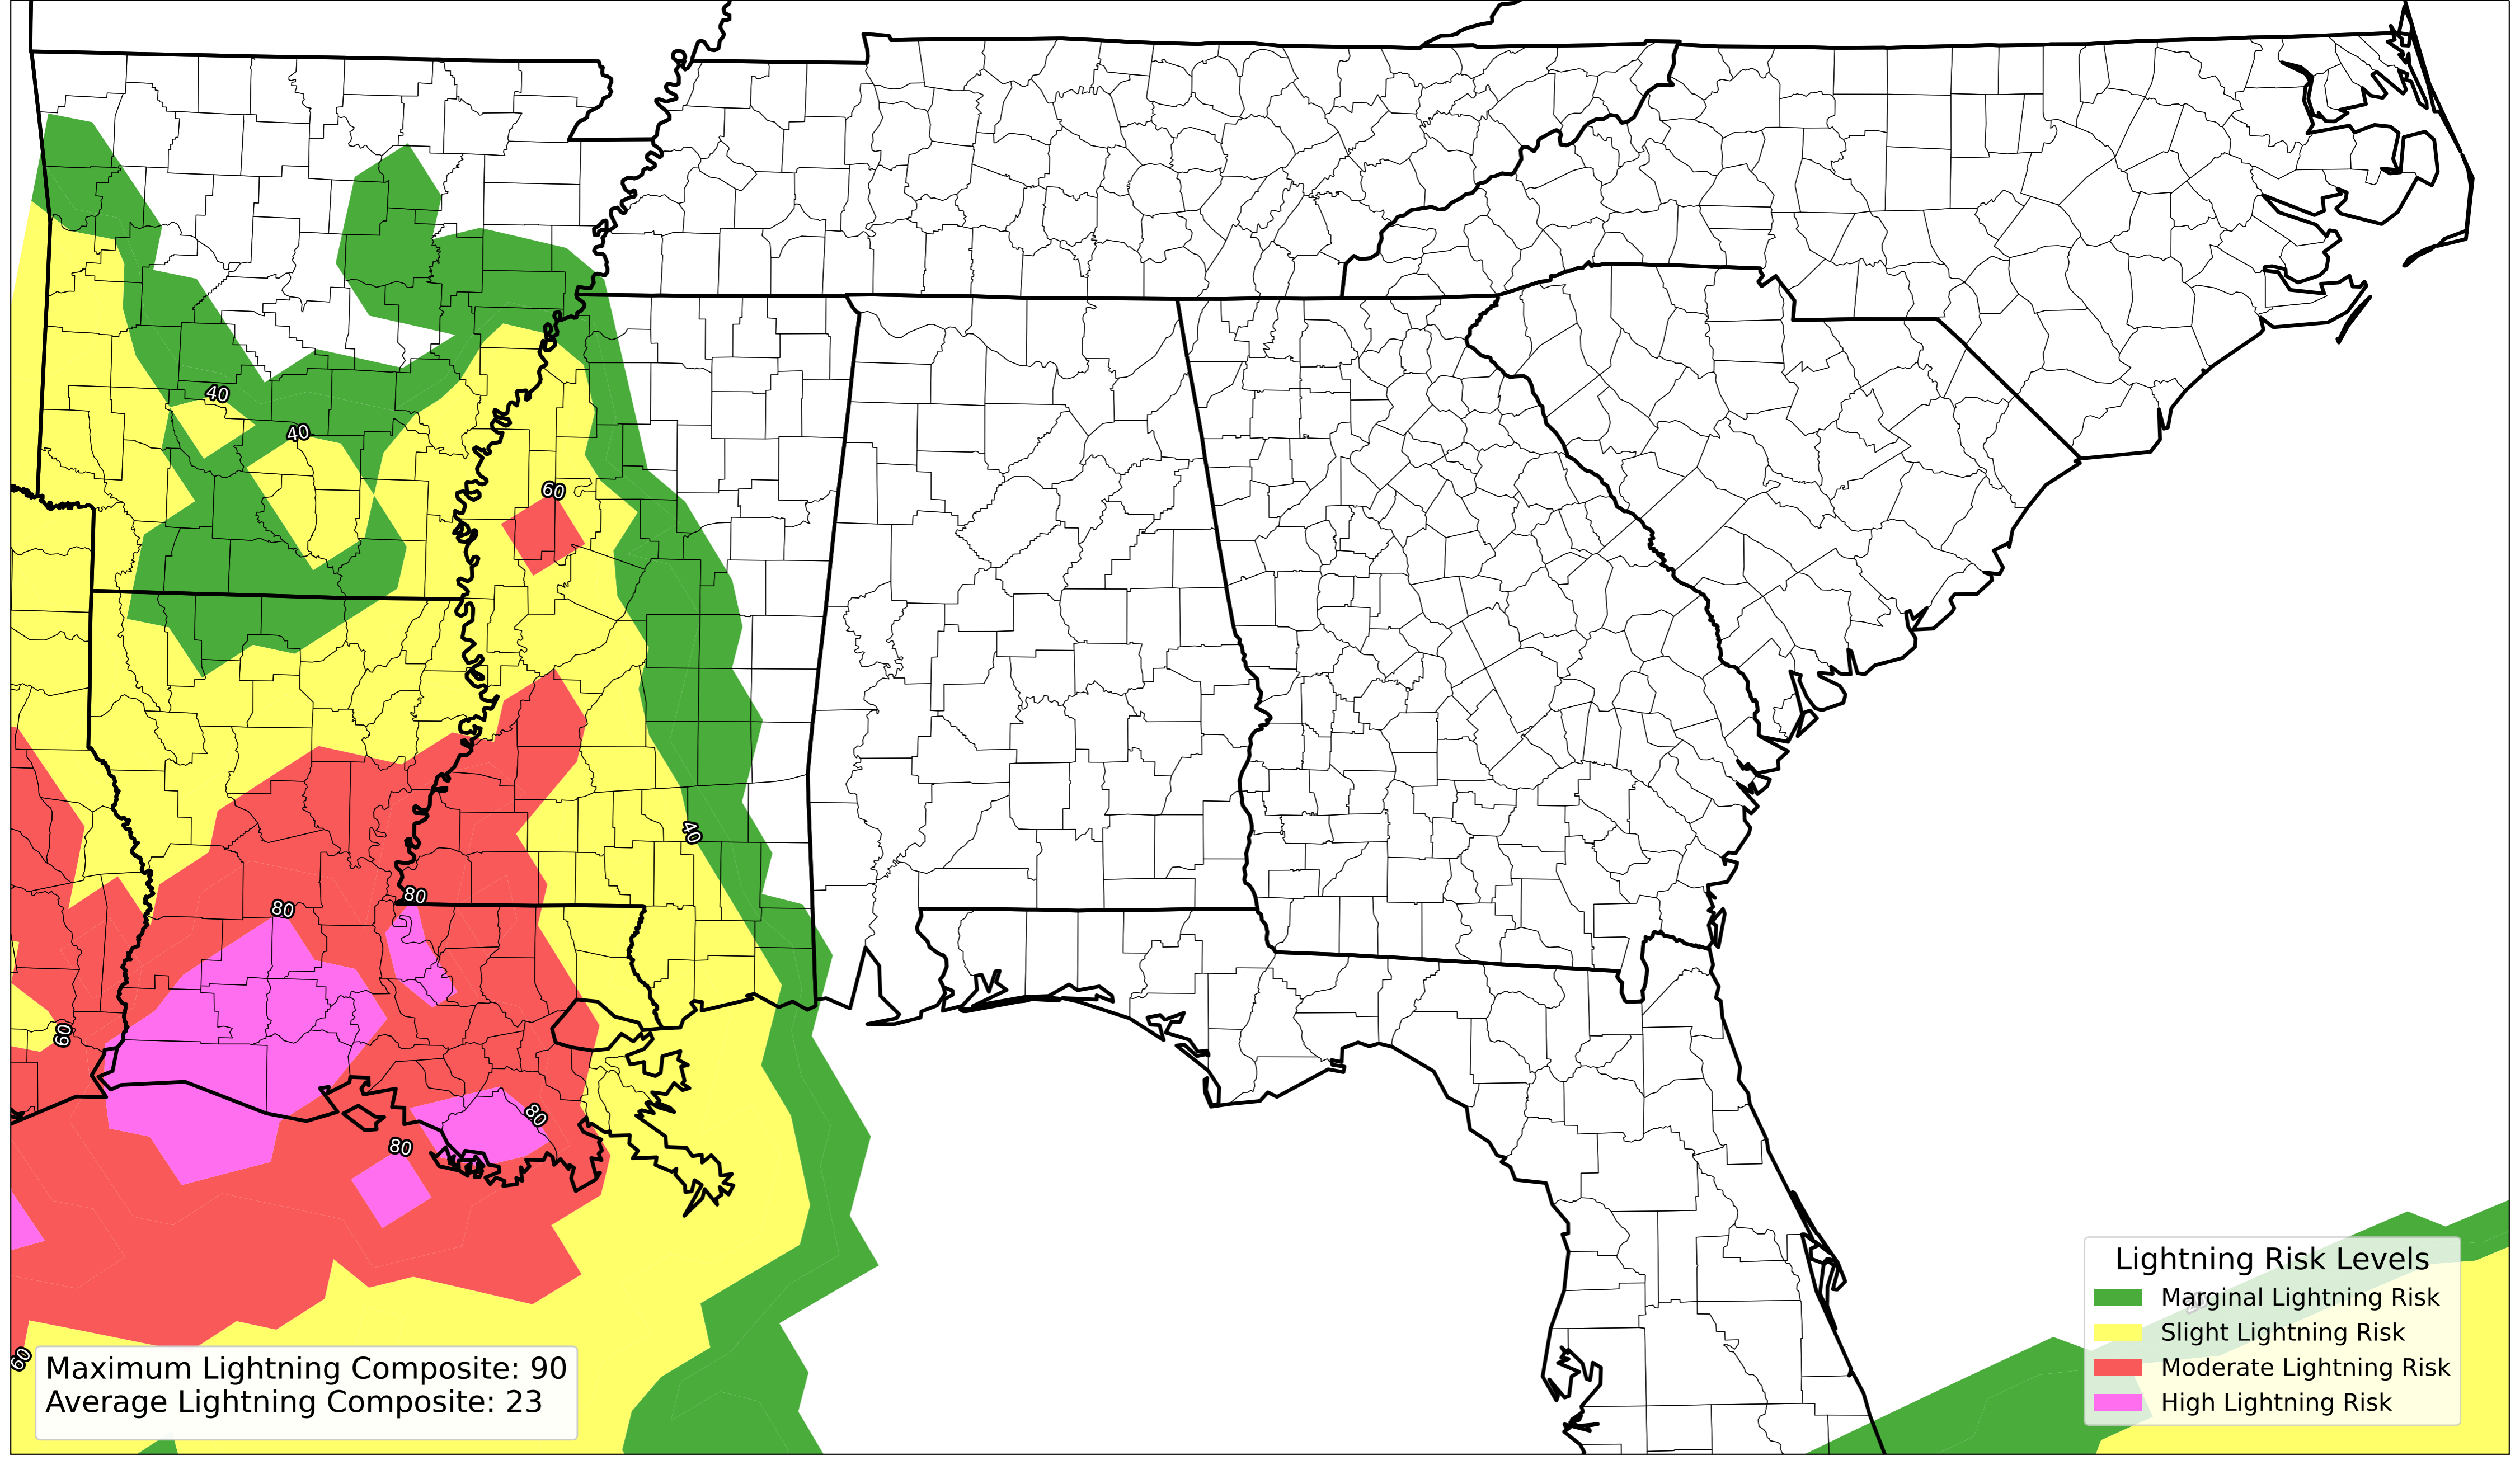 40
40
60
40
80
80
60
80
80
60
Lightning Risk Levels
Marginal Lightning Risk
Slight Lightning Risk
Moderate Lightning Risk
High Lightning Risk
Maximum Lightning Composite: 90
Average Lightning Composite: 23